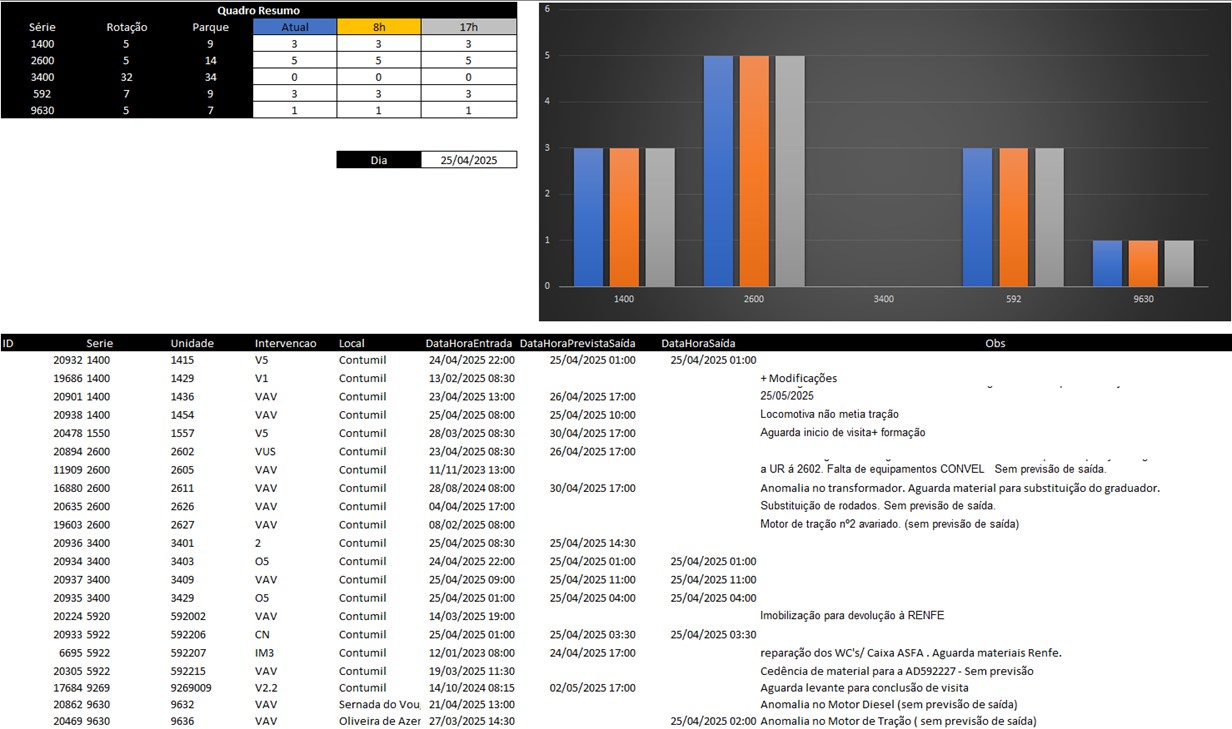 Quadro Resumo
Série Rotação Parque Atual 8h 17h
1400 5 9 3 3 3
2600 5 14 5 5 5
3400 32 34 0 0 0
592 7 9 3 3 3
9630 5 7 1 1 1
Dia 25/04/2025
6
5
4
3
2
1
0
1400 2600 3400 592 9630
ID Serie Unidade Intervencao Local DataHoraEntrada DataHoraPrevistaSaída DataHoraSaída Obs
20932 1400 1415 V5 Contumil 24/04/2025 22:00 25/04/2025 01:00 25/04/2025 01:00
19686 1400 1429 V1 Contumil 13/02/2025 08:30 + Modificações
20901 1400 1436 VAV Contumil 23/04/2025 13:00 26/04/2025 17:00 25/05/2025
20938 1400 1454 VAV Contumil 25/04/2025 08:00 25/04/2025 10:00 Locomotiva não metia tração
20478 1550 1557 V5 Contumil 28/03/2025 08:30 30/04/2025 17:00 Aguarda inicio de visita+ formação
20894 2600 2602 VUS Contumil 23/04/2025 08:30 26/04/2025 17:00
11909 2600 2605 VAV Contumil 11/11/2023 13:00 a UR á 2602. Falta de equipamentos CONVEL Sem previsão de saída.
16880 2600 2611 VAV Contumil 28/08/2024 08:00 30/04/2025 17:00 Anomalia no transformador. Aguarda material para substituição do graduador.
20635 2600 2626 VAV Contumil 04/04/2025 17:00 Substituição de rodados. Sem previsão de saída.
19603 2600 2627 VAV Contumil 08/02/2025 08:00 Motor de tração nº2 avariado. (sem previsão de saída)
20936 3400 3401 2 Contumil 25/04/2025 08:30 25/04/2025 14:30
20934 3400 3403 O5 Contumil 24/04/2025 22:00 25/04/2025 01:00 25/04/2025 01:00
20937 3400 3409 VAV Contumil 25/04/2025 09:00 25/04/2025 11:00 25/04/2025 11:00
20935 3400 3429 O5 Contumil 25/04/2025 01:00 25/04/2025 04:00 25/04/2025 04:00
20224 5920 592002 VAV Contumil 14/03/2025 19:00 Imobilização para devolução à RENFE
20933 5922 592206 CN Contumil 25/04/2025 01:00 25/04/2025 03:30 25/04/2025 03:30
6695 5922 592207 IM3 Contumil 12/01/2023 08:00 24/04/2025 17:00 reparação dos WC's/ Caixa ASFA . Aguarda materiais Renfe.
20305 5922 592215 VAV Contumil 19/03/2025 11:30 Cedência de material para a AD592227 - Sem previsão
17684 9269 9269009 V2.2 Contumil 14/10/2024 08:15 02/05/2025 17:00 Aguarda levante para conclusão de visita
20862 9630 9632 VAV Sernada do Vou 21/04/2025 13:00 Anomalia no Motor Diesel (sem previsão de saída)
20469 9630 9636 VAV Oliveira de Azer 27/03/2025 14:30 25/04/2025 02:00 Anomalia no Motor de Tração ( sem previsão de saída)